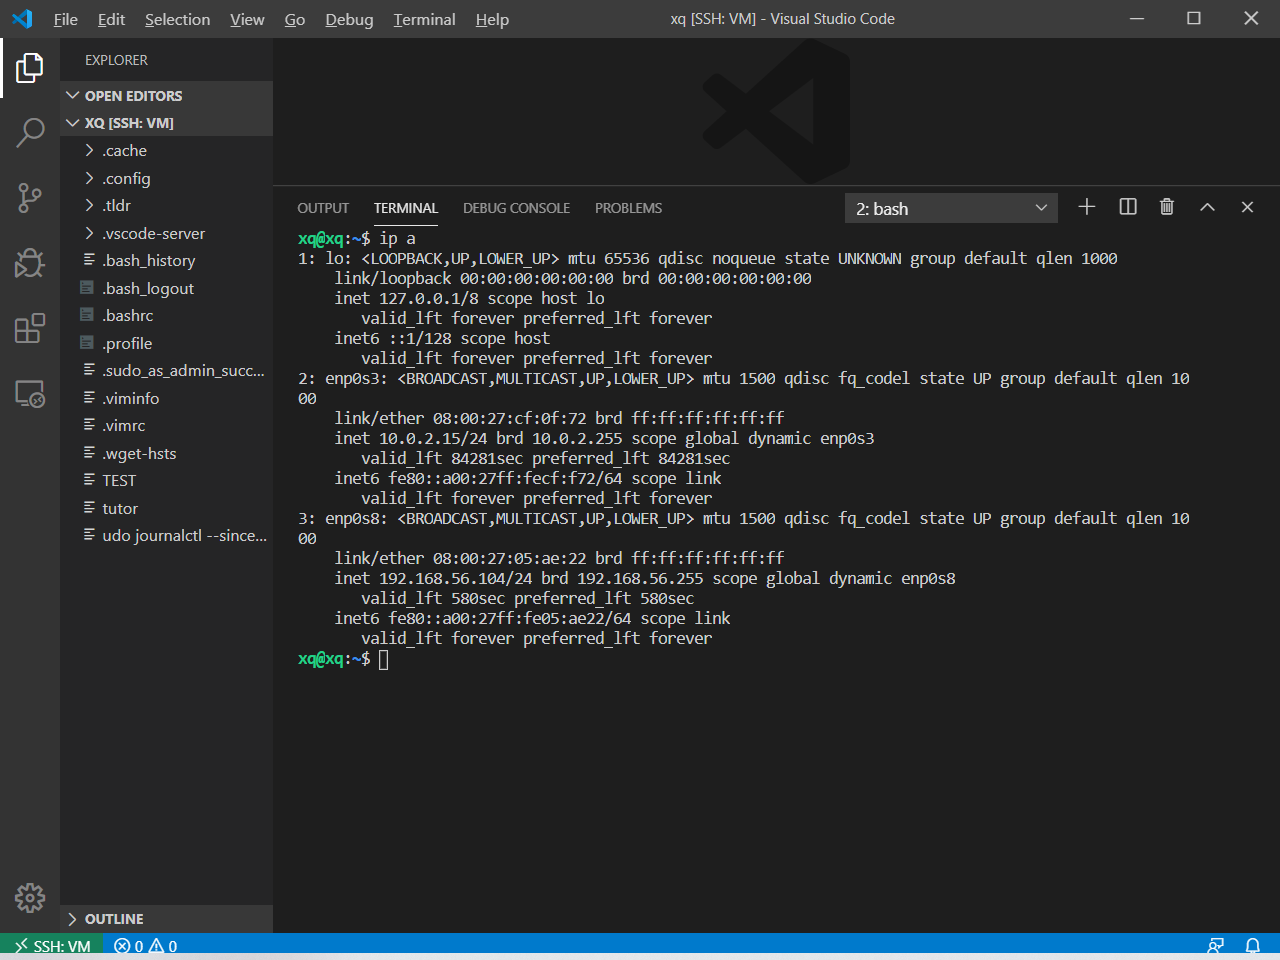 File Edit Selection View Go Debug Terminal Help
xq [SSH: VM] - Visual Studio Code
EXPLORER
OPEN EDITORS
XQ [SSH: VM]
.cache
.config
.tldr
.vscode-server
.bash_history
.bash_logout
.bashrc
.profile
.sudo_as_admin_succ...
.viminfo
.vimrc
.wget-hsts
TEST
tutor
udo journalctl --since...
OUTLINE
OUTPUT TERMINAL DEBUG CONSOLE PROBLEMS
2: bash
xq@xq:~$ ip a
1: lo: <LOOPBACK,UP,LOWER_UP> mtu 65536 qdisc noqueue state UNKNOWN group default qlen 1000
    link/loopback 00:00:00:00:00:00 brd 00:00:00:00:00:00
    inet 127.0.0.1/8 scope host lo
       valid_lft forever preferred_lft forever
    inet6 ::1/128 scope host
       valid_lft forever preferred_lft forever
2: enp0s3: <BROADCAST,MULTICAST,UP,LOWER_UP> mtu 1500 qdisc fq_codel state UP group default qlen 10
00
    link/ether 08:00:27:cf:0f:72 brd ff:ff:ff:ff:ff:ff
    inet 10.0.2.15/24 brd 10.0.2.255 scope global dynamic enp0s3
       valid_lft 84281sec preferred_lft 84281sec
    inet6 fe80::a00:27ff:fecf:f72/64 scope link
       valid_lft forever preferred_lft forever
3: enp0s8: <BROADCAST,MULTICAST,UP,LOWER_UP> mtu 1500 qdisc fq_codel state UP group default qlen 10
00
    link/ether 08:00:27:05:ae:22 brd ff:ff:ff:ff:ff:ff
    inet 192.168.56.104/24 brd 192.168.56.255 scope global dynamic enp0s8
       valid_lft 580sec preferred_lft 580sec
    inet6 fe80::a00:27ff:fe05:ae22/64 scope link
       valid_lft forever preferred_lft forever
xq@xq:~$
SSH: VM 0 0